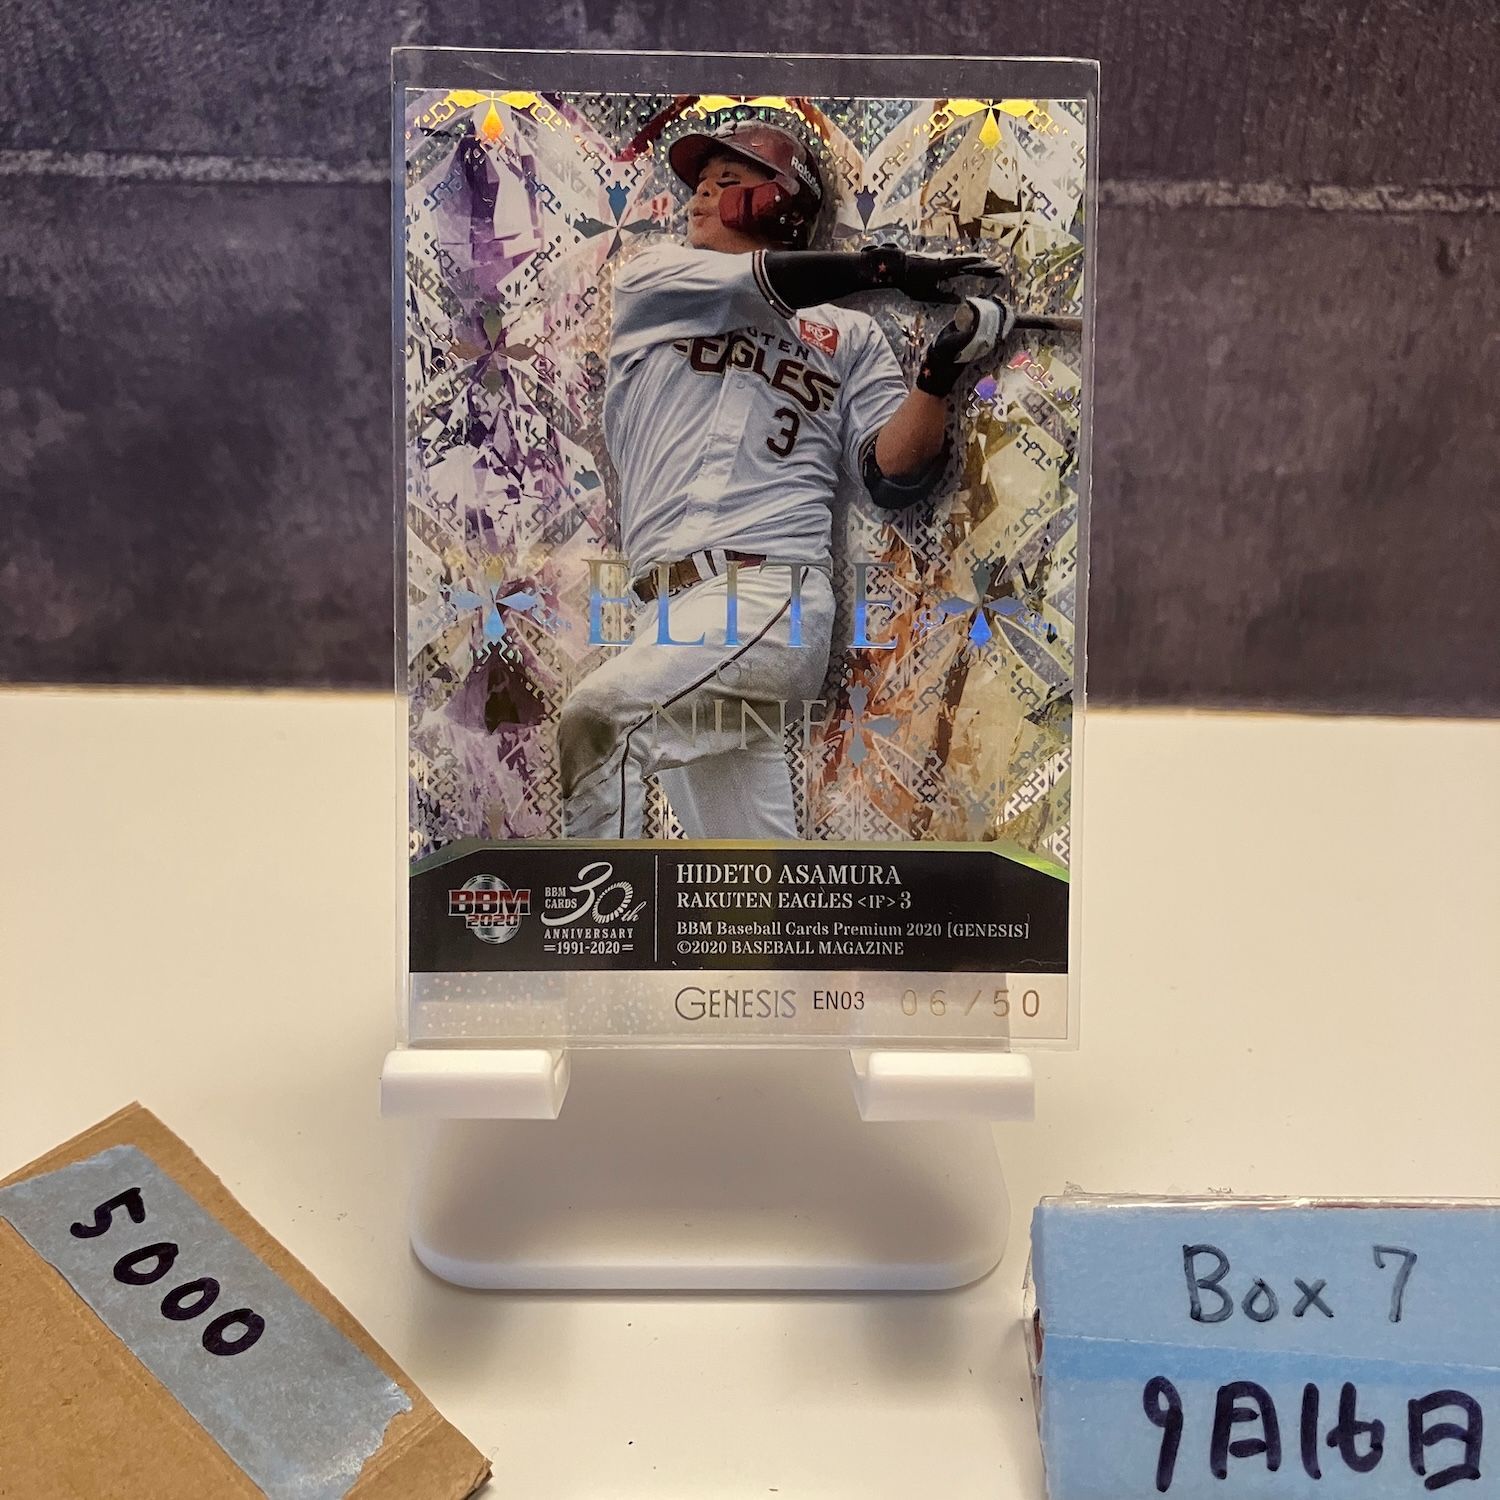 Rakuten
RAKUTEN
EAGLES
3
ELITE
OF
NINE
BBM
2020
BBM
CARDS
30th
ANNIVERSARY
=1991-2020=
HIDETO ASAMURA
RAKUTEN EAGLES <IF> 3
BBM Baseball Cards Premium 2020 [GENESIS]
©2020 BASEBALL MAGAZINE
GENESIS EN03 06/50
5000
Box 7
9月16日